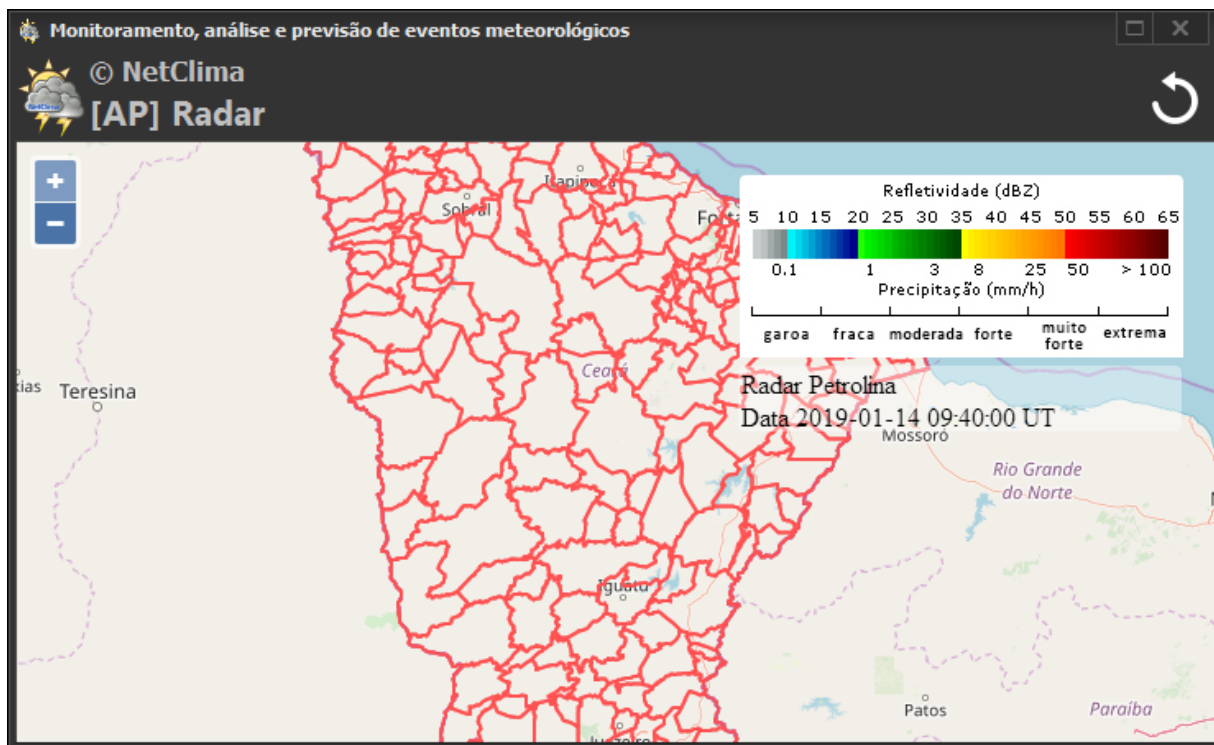 Monitoramento, análise e previsão de eventos meteorológicos
© NetClima
[AP] Radar
NetClima
+
−
Itapipoca
Sobral
Refletividade (dBZ)
5 10 15 20 25 30 35 40 45 50 55 60 65
0.1 1 3 8 25 50 > 100
Precipitação (mm/h)
garoa fraca moderada forte muito forte extrema
Ceará
Teresina
Radar Petrolina
Data 2019-01-14 09:40:00 UT
Mossoró
Rio Grande
do Norte
Iguatu
Patos
Paraíba